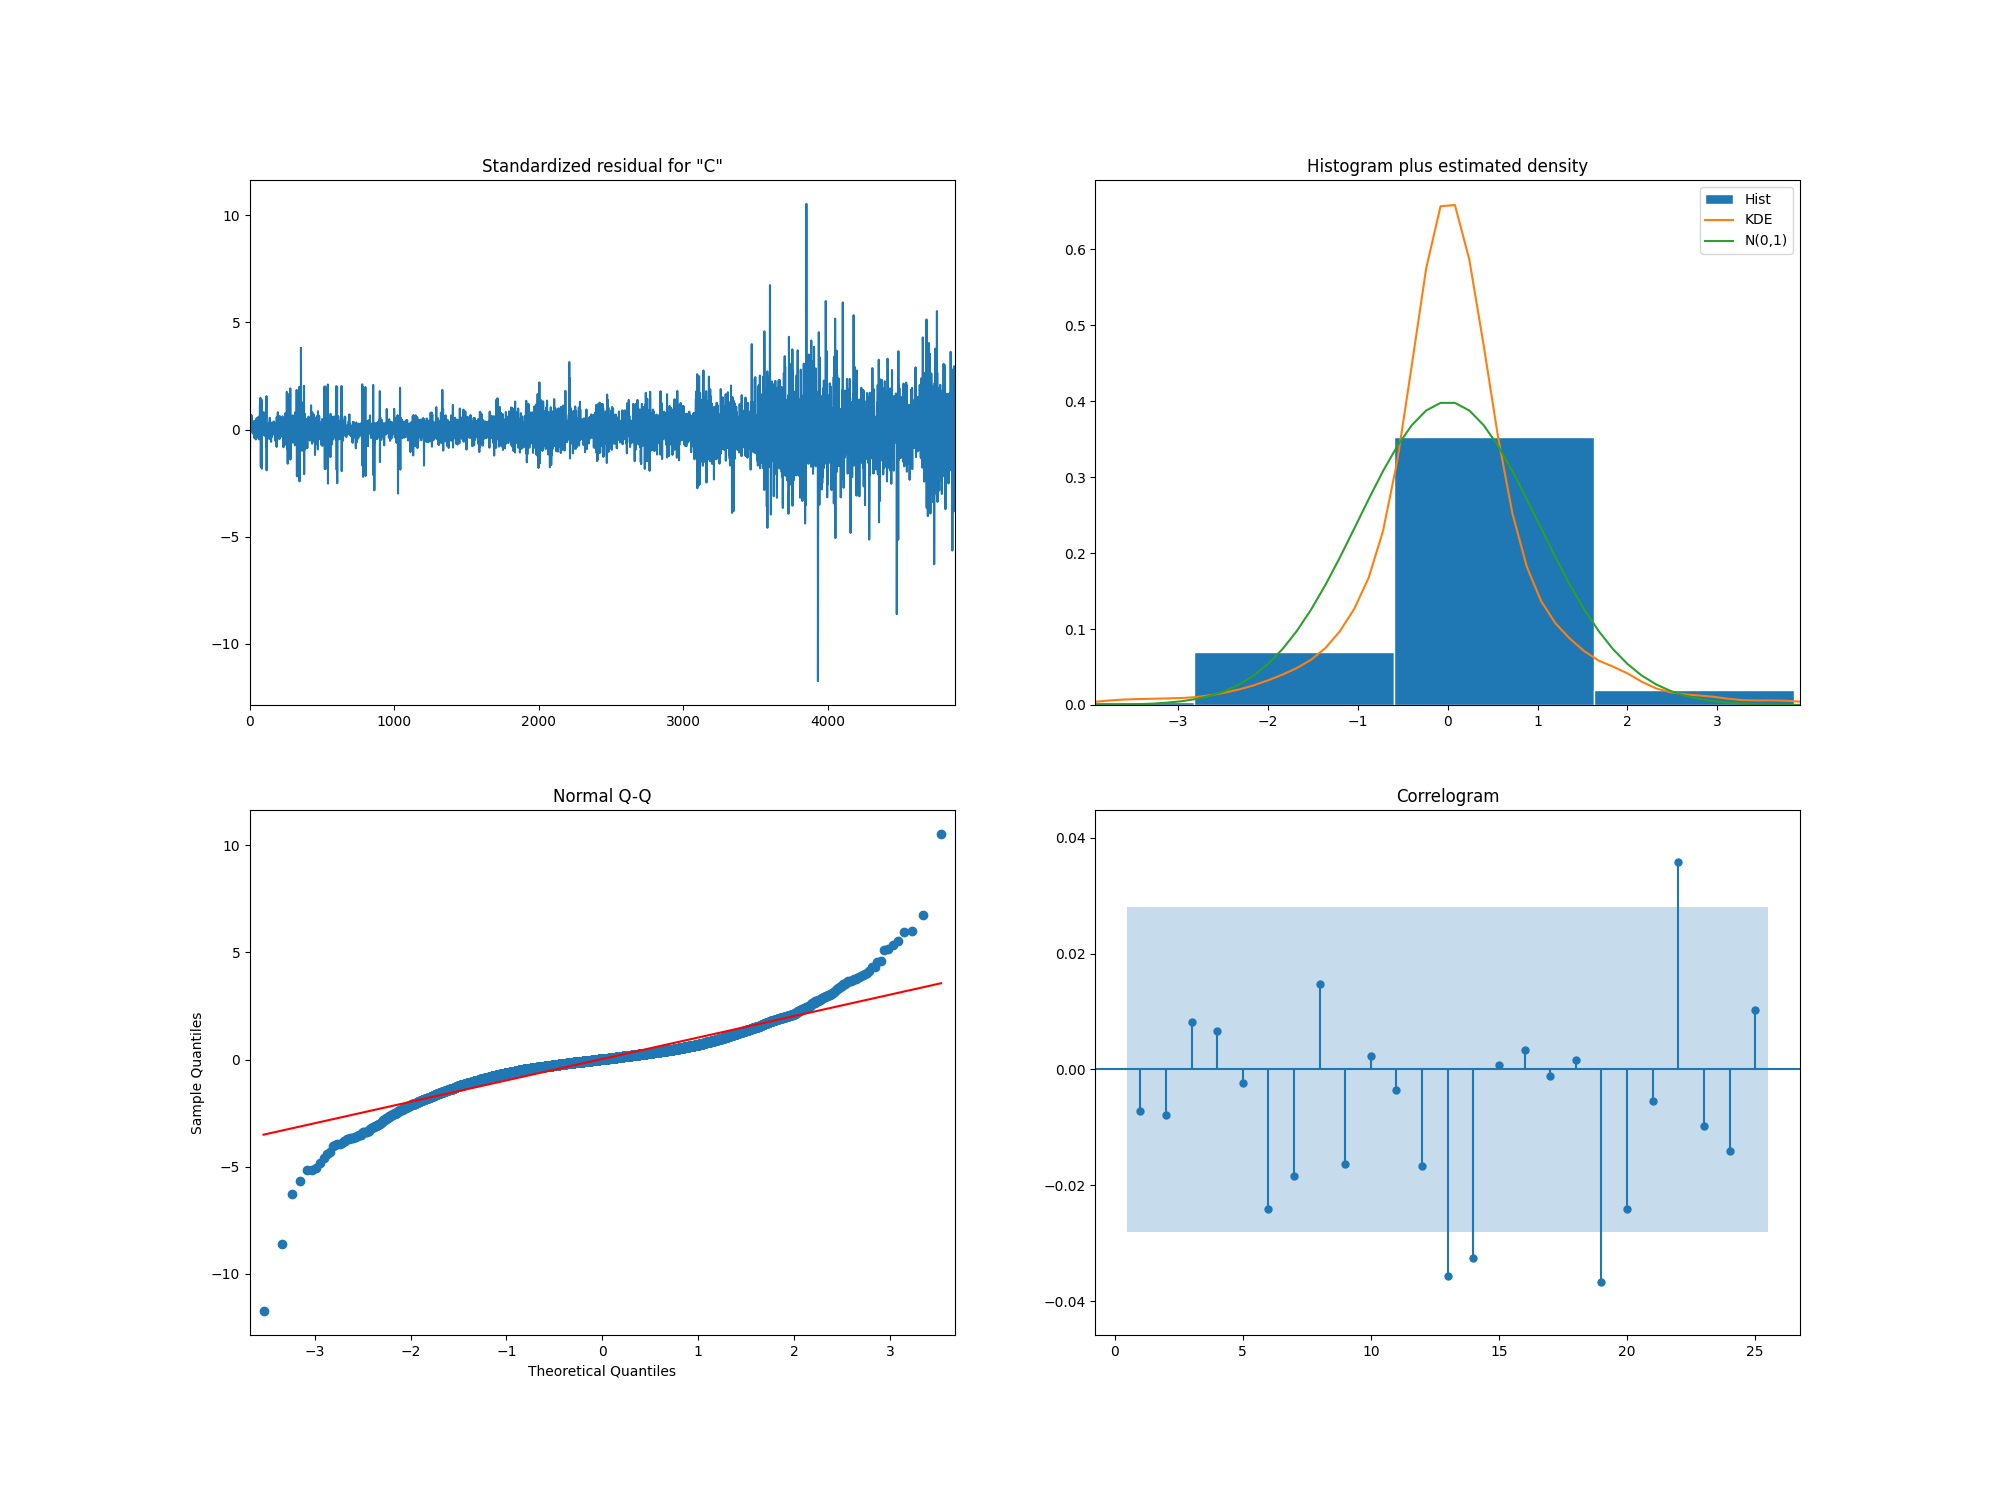 Standardized residual for "C"
10
5
0
−5
−10
0 1000 2000 3000 4000
Histogram plus estimated density
Hist
KDE
N(0,1)
0.6
0.5
0.4
0.3
0.2
0.1
0.0
−3 −2 −1 0 1 2 3
Normal Q-Q
Sample Quantiles
10
5
0
−5
−10
−3 −2 −1 0 1 2 3
Theoretical Quantiles
Correlogram
0.04
0.02
0.00
−0.02
−0.04
0 5 10 15 20 25